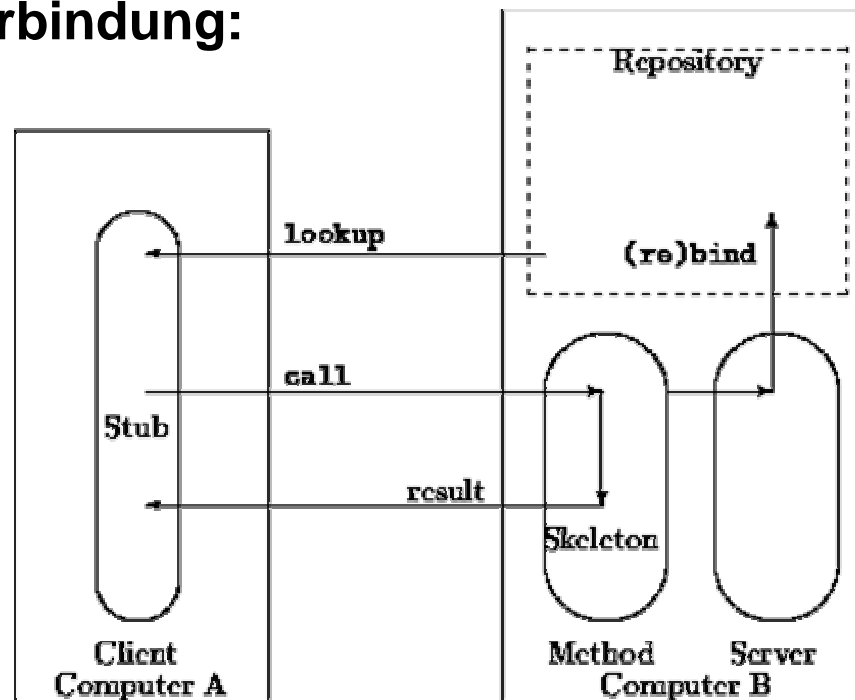 rbindung:
Repository
lookup
(re)bind
call
Stub
result
Skeleton
Client
Computer A
Method
Server
Computer B